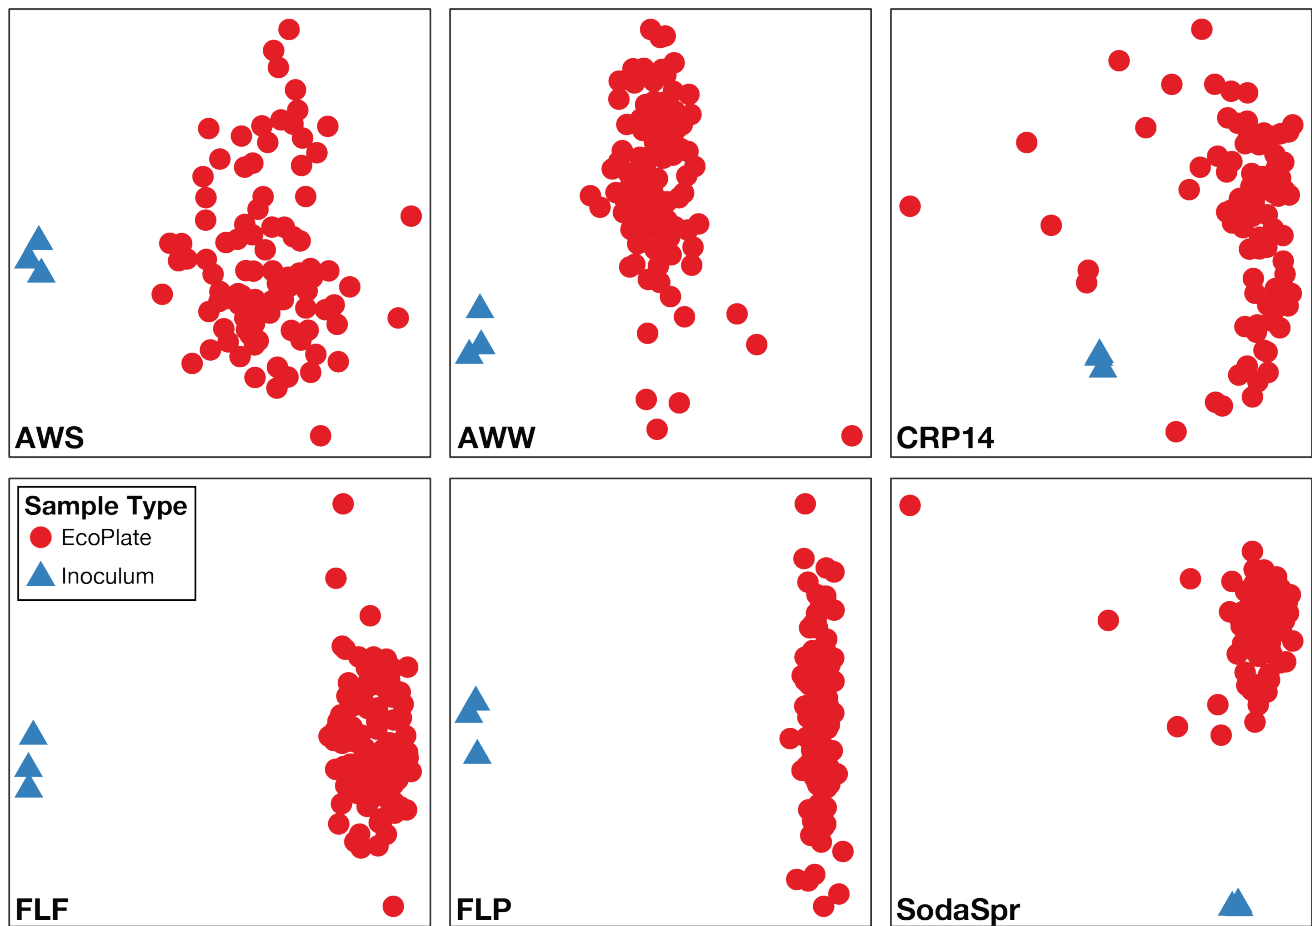 AWS
AWW
CRP14
Sample Type
EcoPlate
Inoculum
FLF
FLP
SodaSpr